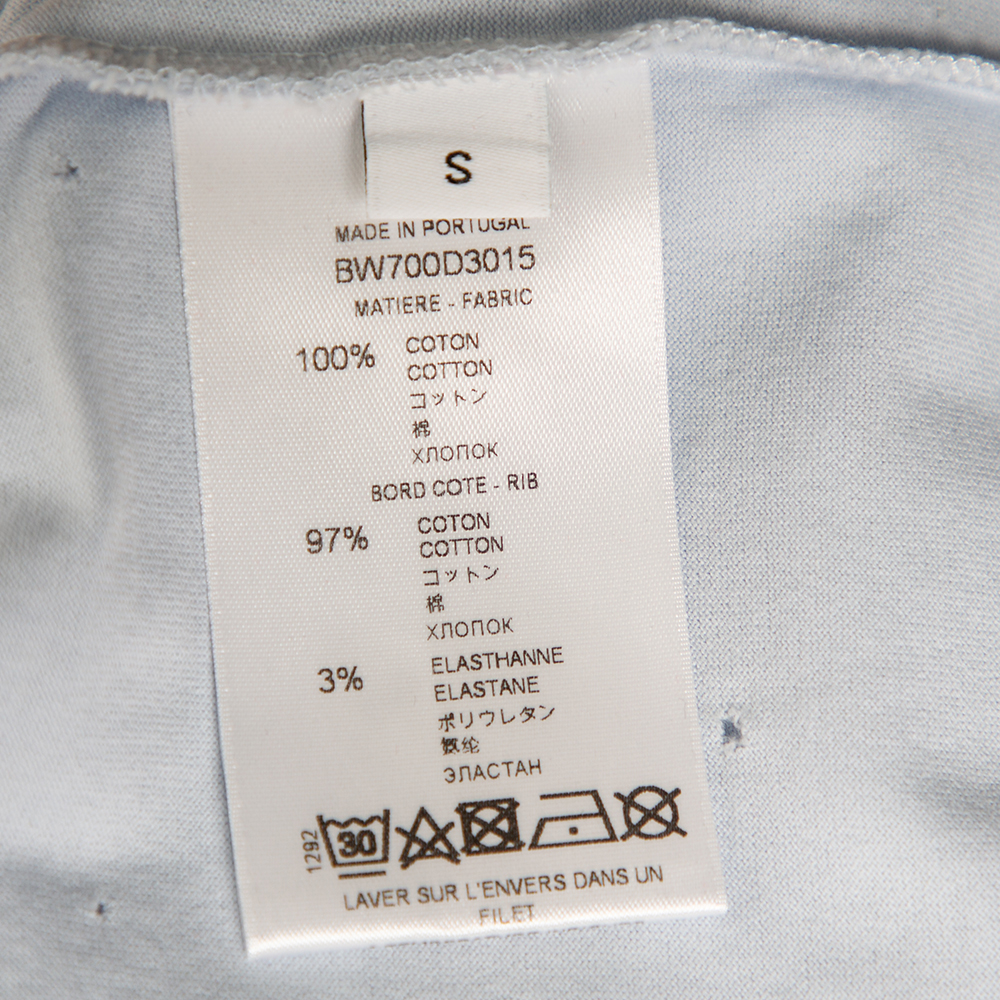 S
MADE IN PORTUGAL
BW700D3015
MATIERE - FABRIC
100% COTON
COTTON
コットン
棉
ХЛОПОК
BORD COTE - RIB
97% COTON
COTTON
コットン
棉
ХЛОПОК
3% ELASTHANNE
ELASTANE
ポリウレタン
ЭЛАСТАН
1292
30
LAVER SUR L'ENVERS DANS UN
FILET